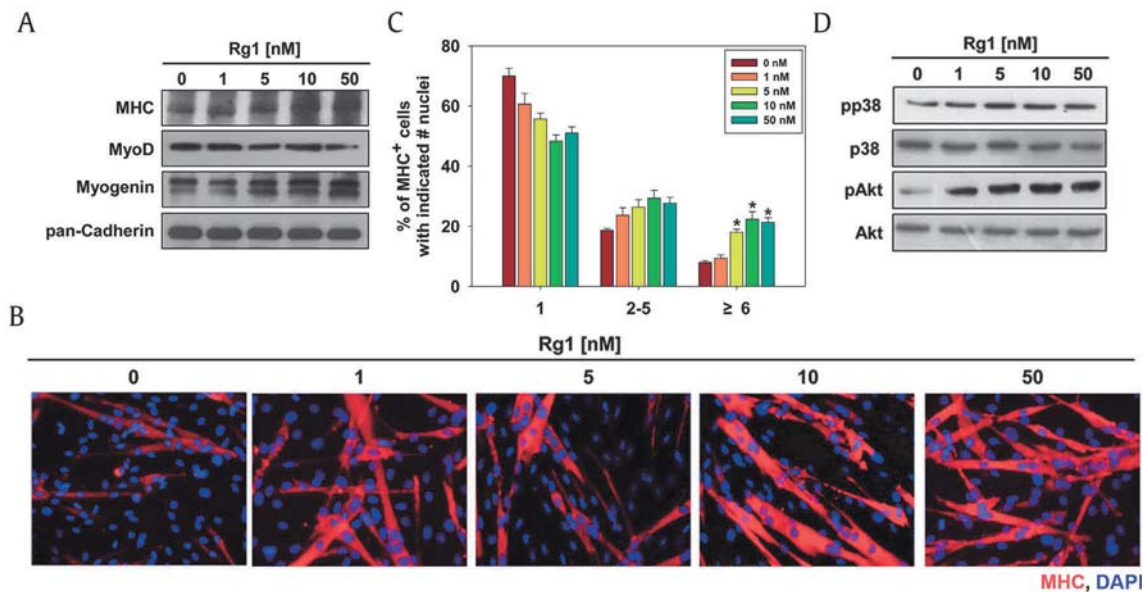 A
Rg1 [nM]
0 1 5 10 50
MHC
MyoD
Myogenin
pan-Cadherin
C
% of MHC+ cells
with indicated # nuclei
80
60
40
20
0
1 2-5 ≥ 6
0 nM
1 nM
5 nM
10 nM
50 nM
* * *
D
Rg1 [nM]
0 1 5 10 50
pp38
p38
pAkt
Akt
B
Rg1 [nM]
0 1 5 10 50
MHC, DAPI